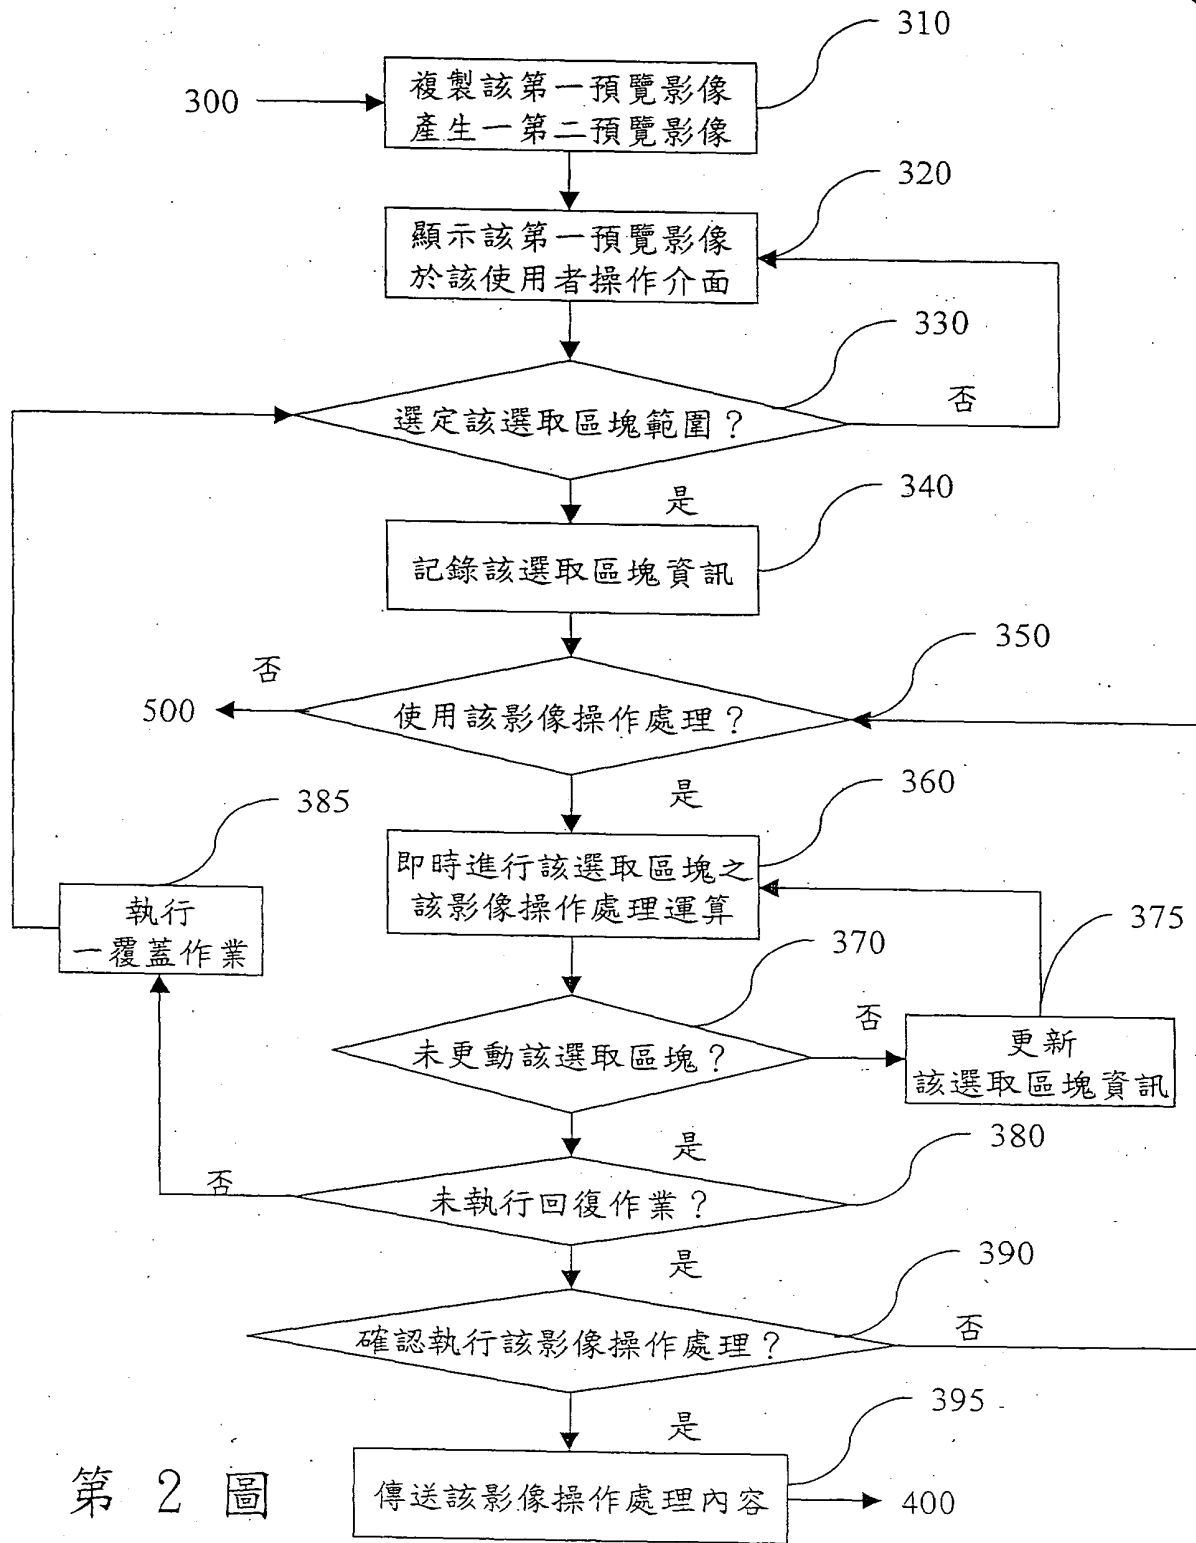 310
300
複製該第一預覽影像
產生一第二預覽影像
320
顯示該第一預覽影像
於該使用者操作介面
330
選定該選取區塊範圍？
否
是
340
記錄該選取區塊資訊
350
否
500
使用該影像操作處理？
是
360
385
即時進行該選取區塊之
該影像操作處理運算
執行
一覆蓋作業
370
375
未更動該選取區塊？
否
更新
該選取區塊資訊
是
380
否
未執行回復作業？
是
390
確認執行該影像操作處理？
否
是
395
傳送該影像操作處理內容
400
第 2 圖